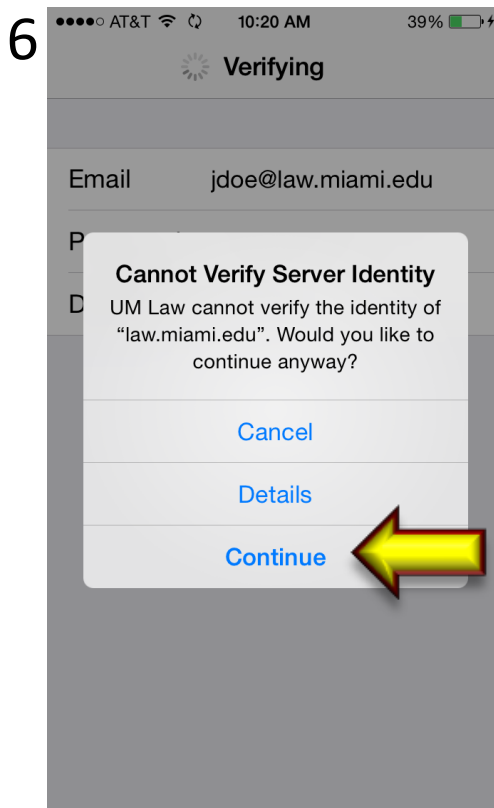 6
AT&T 10:20 AM 39%
Verifying
Email jdoe@law.miami.edu
P
D
Cannot Verify Server Identity
UM Law cannot verify the identity of
“law.miami.edu”. Would you like to
continue anyway?
Cancel
Details
Continue